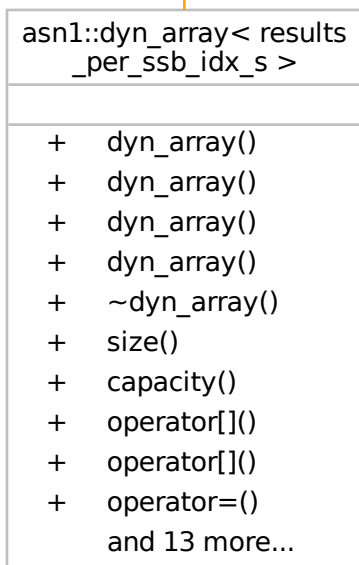 asn1::dyn_array< results
_per_ssb_idx_s >
+ dyn_array()
+ dyn_array()
+ dyn_array()
+ dyn_array()
+ ~dyn_array()
+ size()
+ capacity()
+ operator[]()
+ operator[]()
+ operator=()
and 13 more...